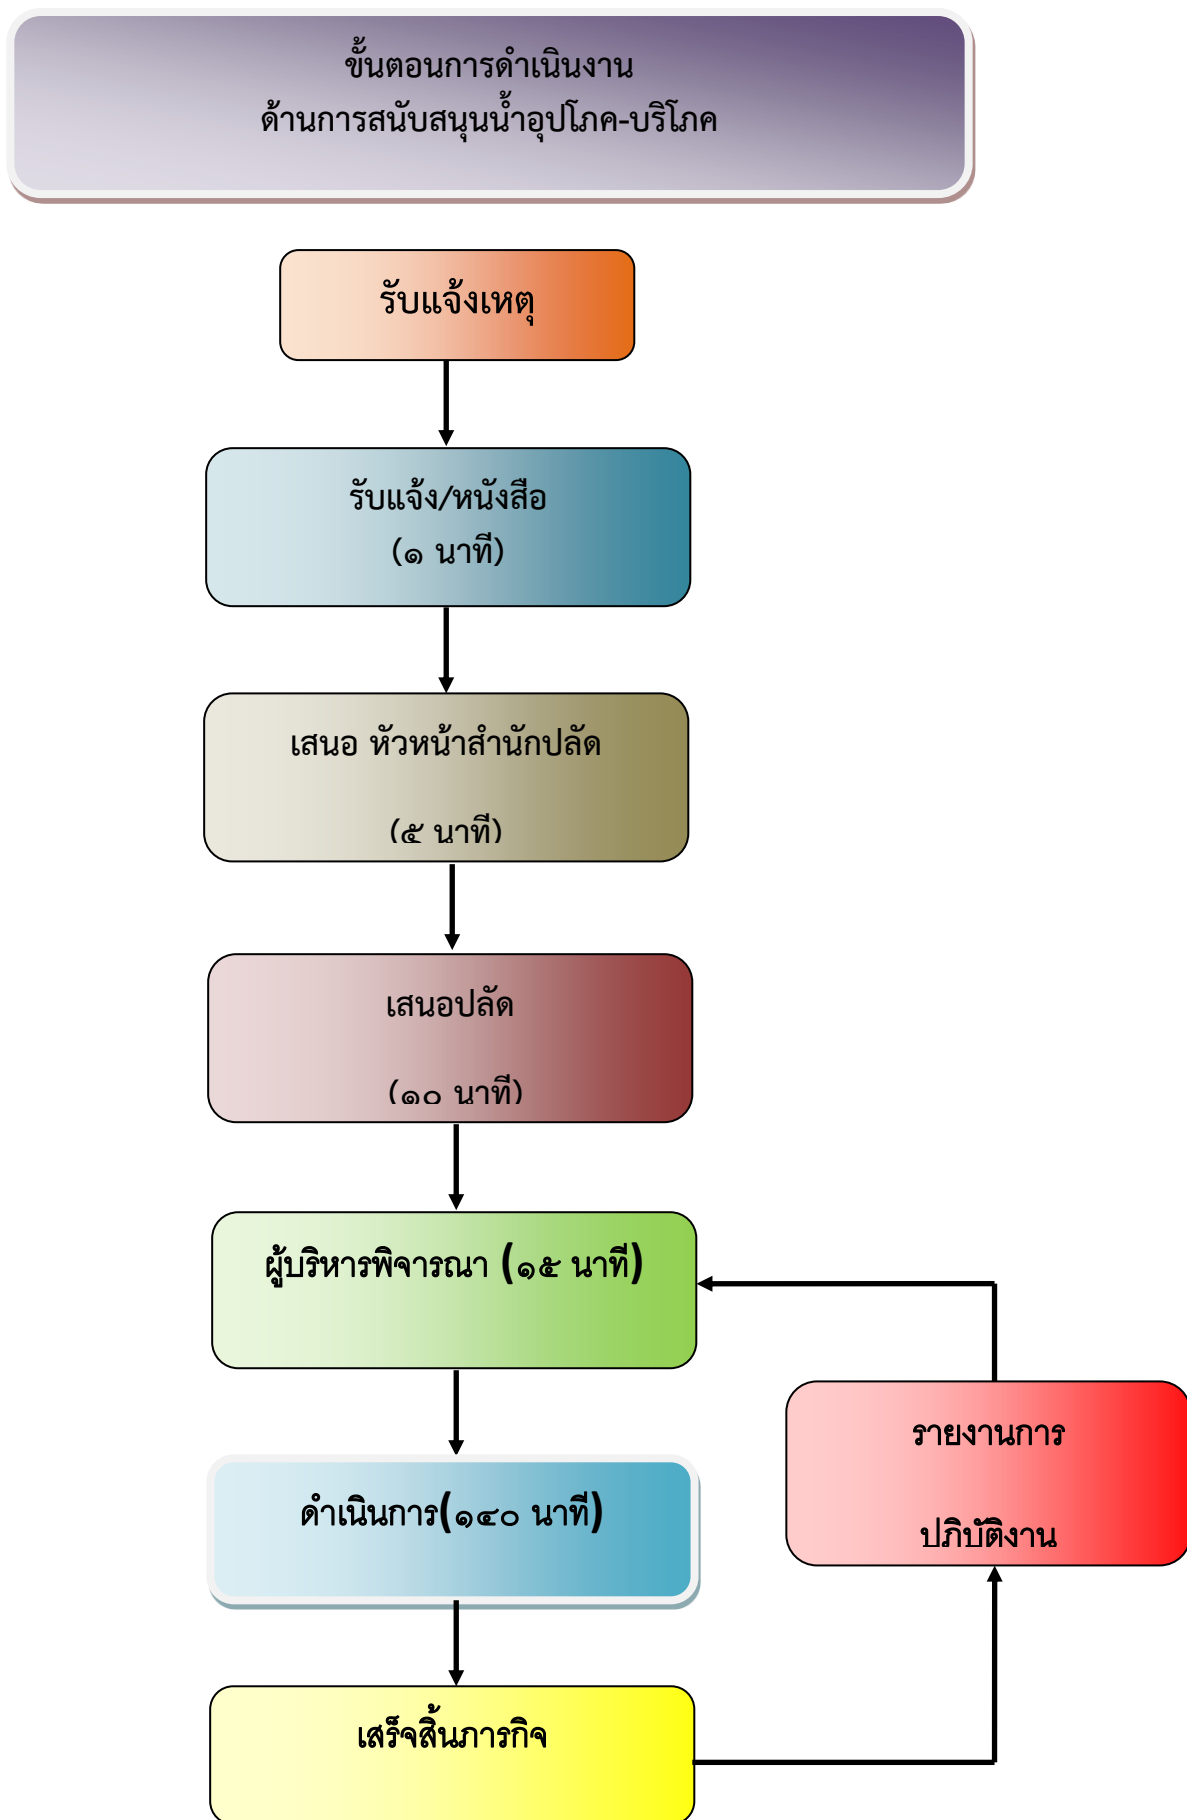 ขั้นตอนการดำเนินงาน
ด้านการสนับสนุนน้ำอุปโภค-บริโภค
รับแจ้งเหตุ
รับแจ้ง/หนังสือ
(๑ นาที)
เสนอ หัวหน้าสำนักปลัด
(๕ นาที)
เสนอปลัด
(๑๐ นาที)
ผู้บริหารพิจารณา (๑๕ นาที)
ดำเนินการ(๑๔๐ นาที)
เสร็จสิ้นภารกิจ
รายงานการ
ปภิบัติงาน